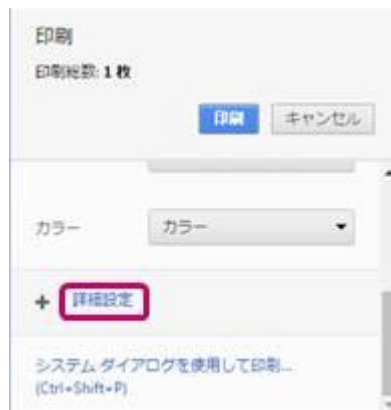 印刷
印刷総数: 1 枚
印刷 キャンセル
カラー カラー
+ 詳細設定
システム ダイアログを使用して印刷...
(Ctrl+Shift+P)